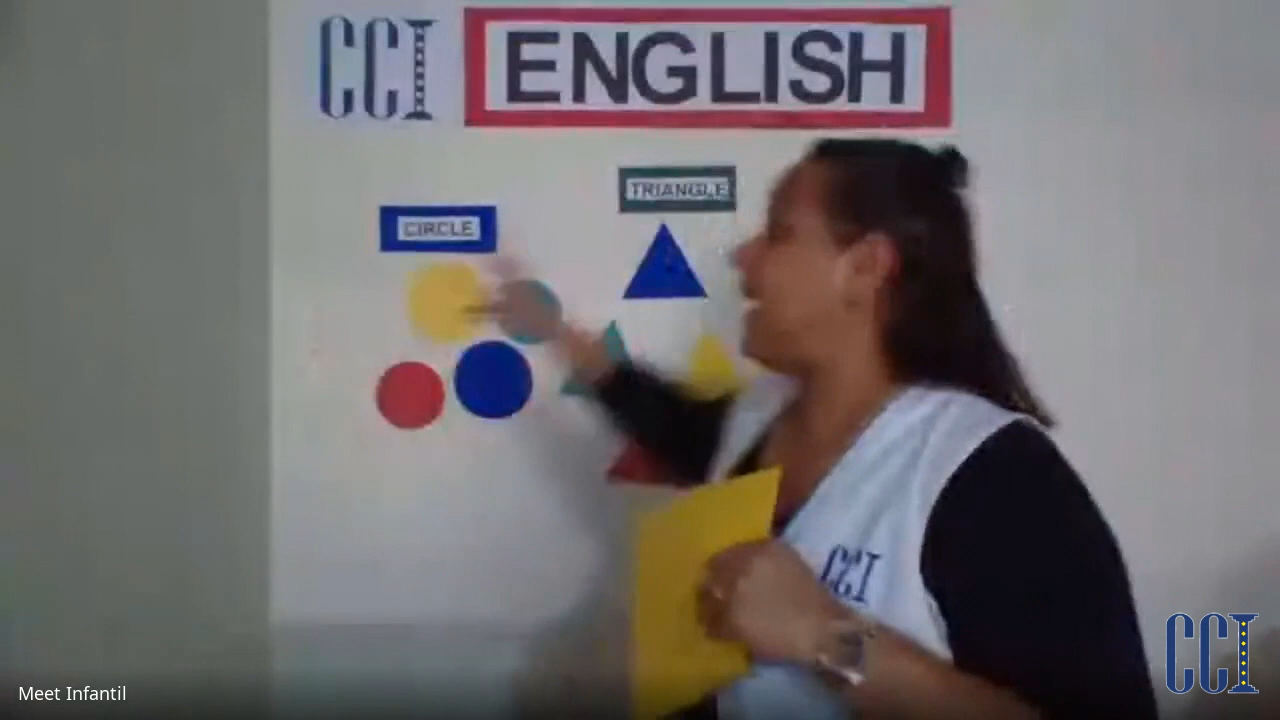 CCI
ENGLISH
TRIANGLE
CIRCLE
CCI
CCI
Meet Infantil